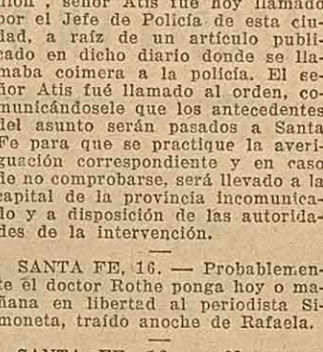 señor Atis fué hoy llamado
por el Jefe de Policía de esta ciu-
dad, a raíz de un artículo publi-
cado en dicho diario donde se lla-
maba coimera a la policía. El se-
ñor Atis fué llamado al orden, co-
municándosele que los antecedentes
del asunto serán pasados a Santa
Fe para que se practique la averi-
guación correspondiente y en caso
de no comprobarse, será llevado a la
capital de la provincia incomunica-
do y a disposición de las autorida-
des de la intervención.
SANTA FE, 16. — Probablemen-
te el doctor Rothe ponga hoy o ma-
ñana en libertad al periodista Si-
moneta, traído anoche de Rafaela.